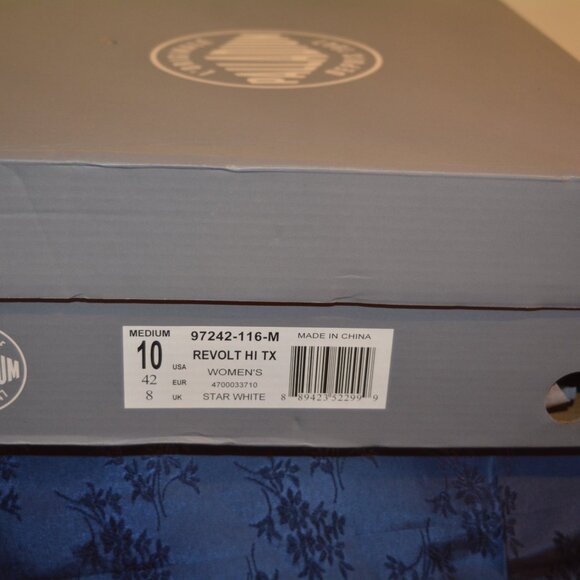 MEDIUM
10 USA
42 EUR
8 UK
97242-116-M
REVOLT HI TX
WOMEN'S
4700033710
STAR WHITE
MADE IN CHINA
8 89423 52299 9